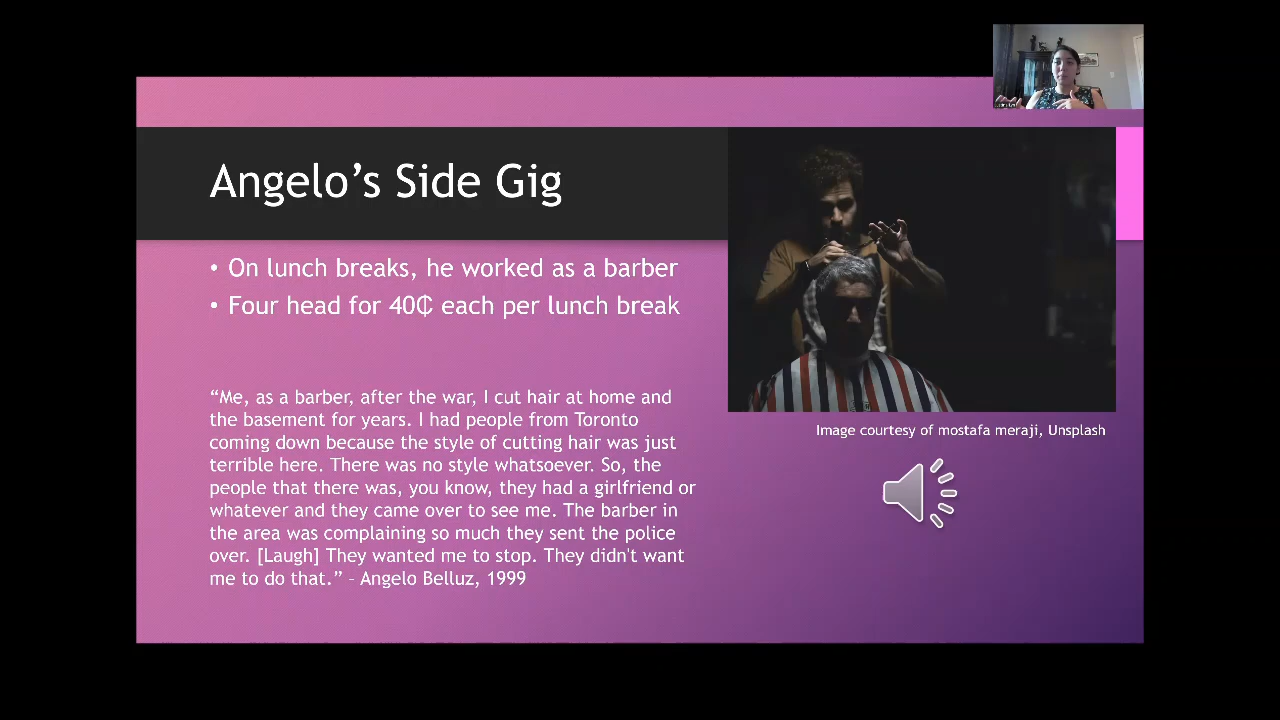 Angelo’s Side Gig
• On lunch breaks, he worked as a barber
• Four head for 40₵ each per lunch break
“Me, as a barber, after the war, I cut hair at home and
the basement for years. I had people from Toronto
coming down because the style of cutting hair was just
terrible here. There was no style whatsoever. So, the
people that there was, you know, they had a girlfriend or
whatever and they came over to see me. The barber in
the area was complaining so much they sent the police
over. [Laugh] They wanted me to stop. They didn't want
me to do that.” – Angelo Belluz, 1999
Image courtesy of mostafa meraji, Unsplash